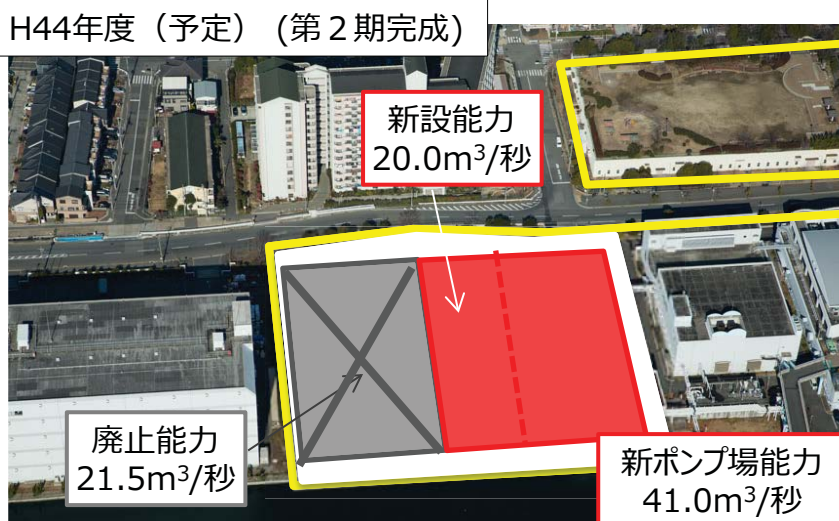 H44年度（予定） (第２期完成)
新設能力
20.0m³/秒
廃止能力
21.5m³/秒
新ポンプ場能力
41.0m³/秒